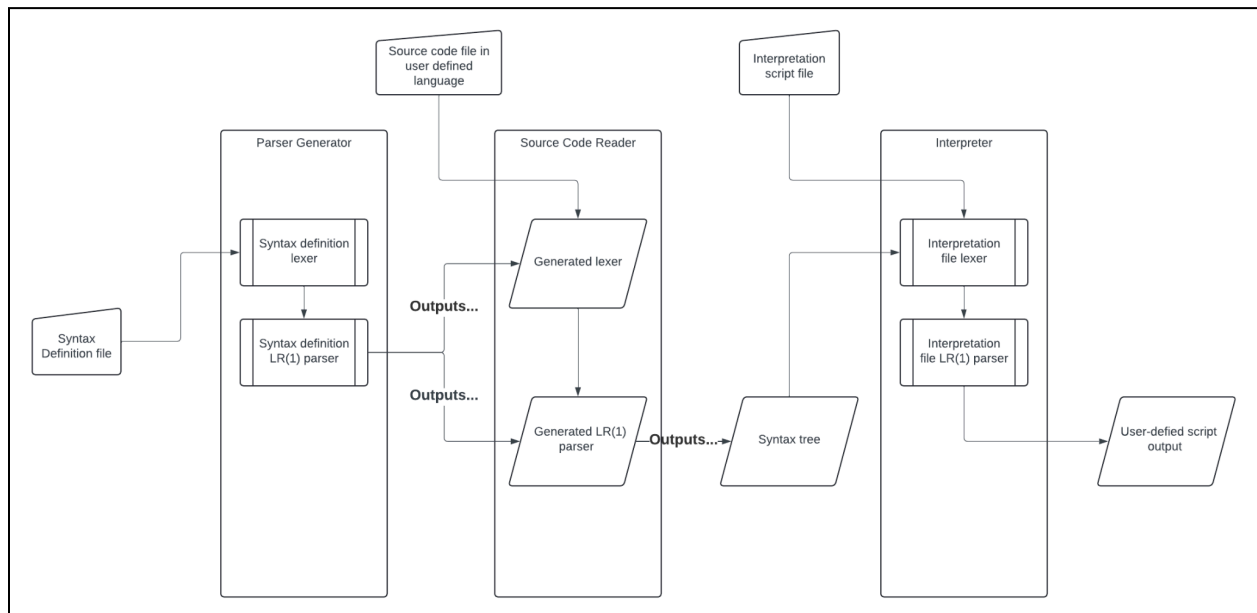 Source code file in
user defined
language
Interpretation
script file
Parser Generator
Source Code Reader
Interpreter
Syntax definition
lexer
Generated lexer
Interpretation
file lexer
Outputs...
Syntax
Definition file
Syntax definition
LR(1) parser
Interpretation
file LR(1) parser
Outputs...
Generated LR(1)
parser
Outputs...
Syntax tree
User-defied script
output